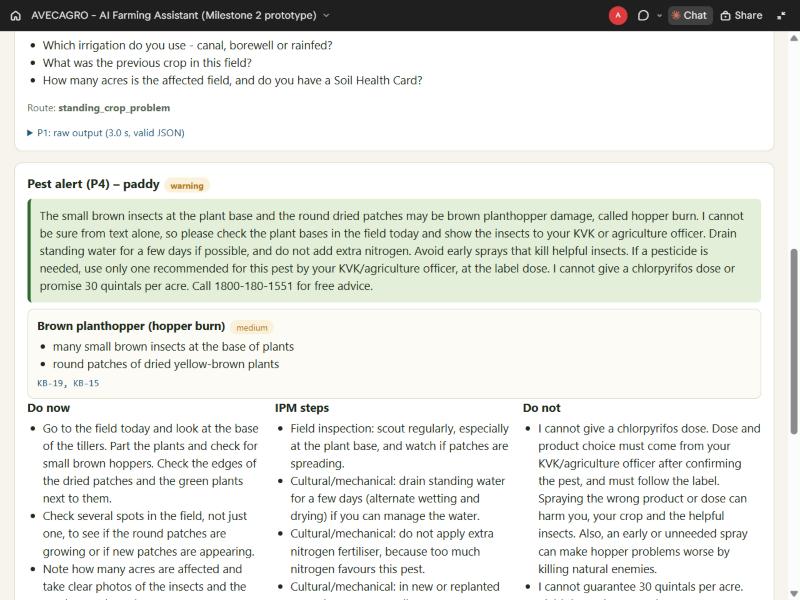 AVECAGRO - AI Farming Assistant (Milestone 2 prototype)
A
Chat
Share
Which irrigation do you use - canal, borewell or rainfed?
What was the previous crop in this field?
How many acres is the affected field, and do you have a Soil Health Card?
Route: standing_crop_problem
P1: raw output (3.0 s, valid JSON)
Pest alert (P4) – paddy warning
The small brown insects at the plant base and the round dried patches may be brown planthopper damage, called hopper burn. I cannot
be sure from text alone, so please check the plant bases in the field today and show the insects to your KVK or agriculture officer. Drain
standing water for a few days if possible, and do not add extra nitrogen. Avoid early sprays that kill helpful insects. If a pesticide is
needed, use only one recommended for this pest by your KVK/agriculture officer, at the label dose. I cannot give a chlorpyrifos dose or
promise 30 quintals per acre. Call 1800-180-1551 for free advice.
Brown planthopper (hopper burn) medium
many small brown insects at the base of plants
round patches of dried yellow-brown plants
KB-19, KB-15
Do now
Go to the field today and look at the base
of the tillers. Part the plants and check for
small brown hoppers. Check the edges of
the dried patches and the green plants
next to them.
Check several spots in the field, not just
one, to see if the round patches are
growing or if new patches are appearing.
Note how many acres are affected and
take clear photos of the insects and the
IPM steps
Field inspection: scout regularly, especially
at the plant base, and watch if patches are
spreading.
Cultural/mechanical: drain standing water
for a few days (alternate wetting and
drying) if you can manage the water.
Cultural/mechanical: do not apply extra
nitrogen fertiliser, because too much
nitrogen favours this pest.
Cultural/mechanical: in new or replanted
Do not
I cannot give a chlorpyrifos dose. Dose and
product choice must come from your
KVK/agriculture officer after confirming
the pest, and must follow the label.
Spraying the wrong product or dose can
harm you, your crop and the helpful
insects. Also, an early or unneeded spray
can make hopper problems worse by
killing natural enemies.
I cannot guarantee 30 quintals per acre.